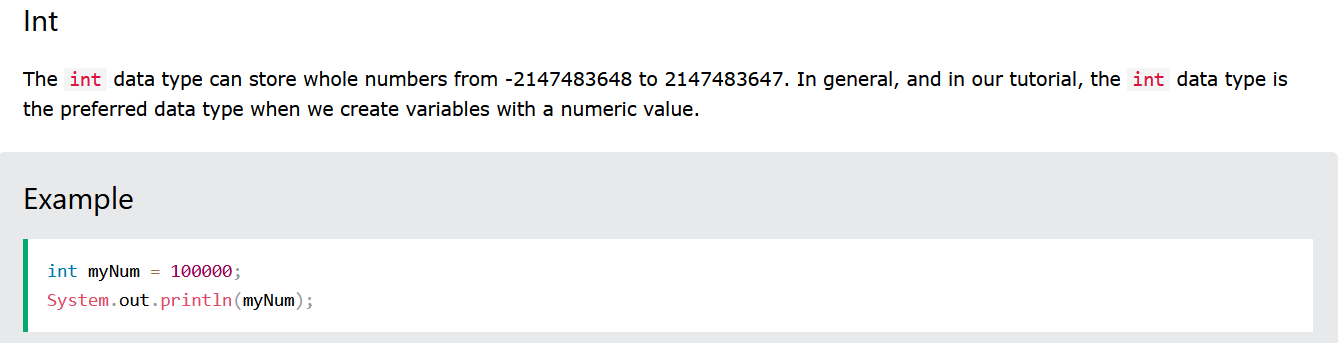 Int
The int data type can store whole numbers from -2147483648 to 2147483647. In general, and in our tutorial, the int data type is
the preferred data type when we create variables with a numeric value.
Example
int myNum = 100000;
System.out.println(myNum);